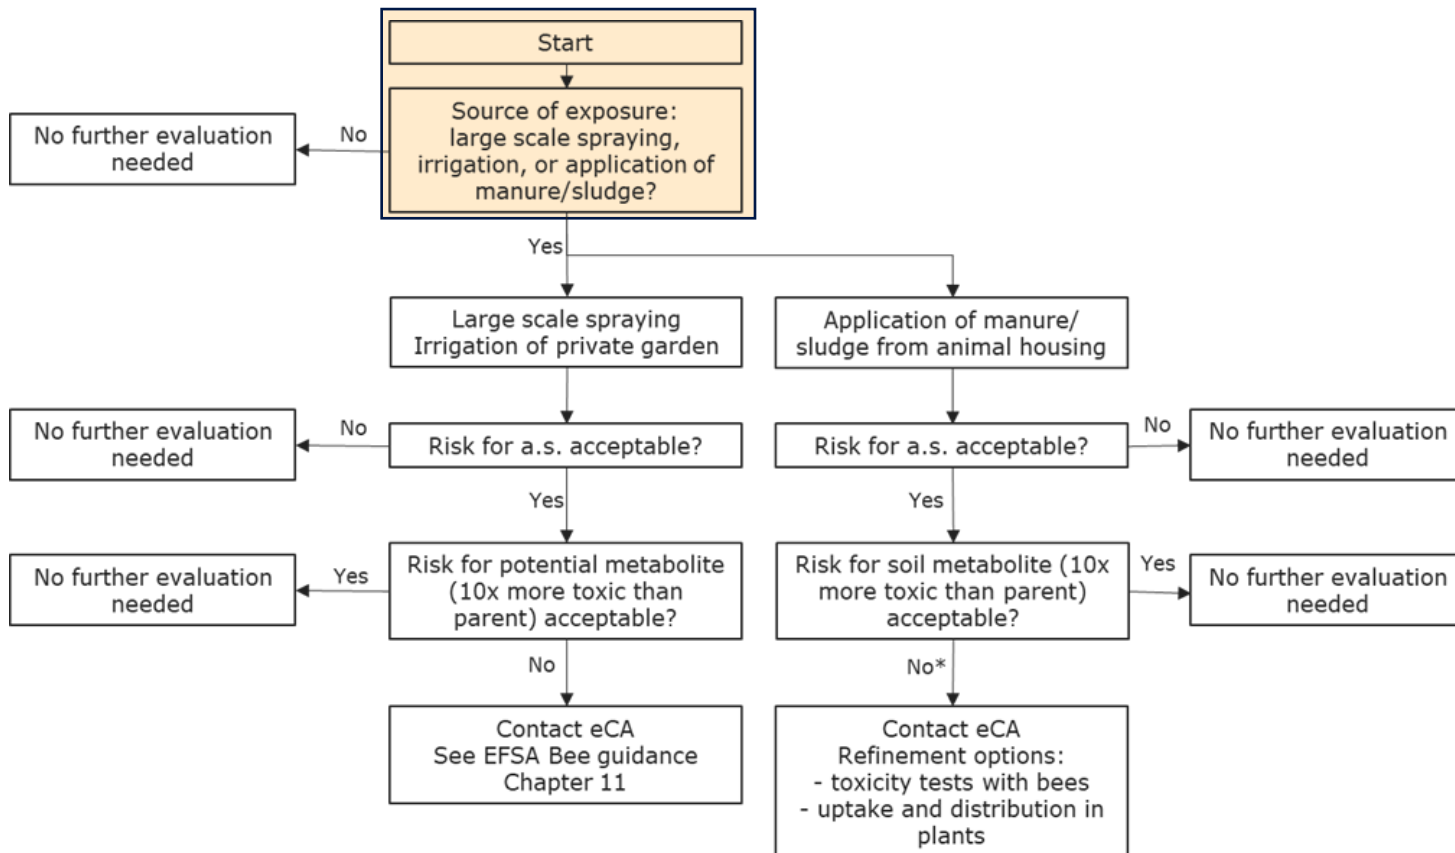 Start
Source of exposure:
large scale spraying,
irrigation, or application of
manure/sludge?
No
No further evaluation
needed
Yes
Large scale spraying
Irrigation of private garden
Application of manure/
sludge from animal housing
Risk for a.s. acceptable?
No
No further evaluation
needed
Risk for a.s. acceptable?
No
No further evaluation
needed
Yes
Yes
Risk for potential metabolite
(10x more toxic than
parent) acceptable?
Yes
No further evaluation
needed
Risk for soil metabolite (10x
more toxic than parent)
acceptable?
Yes
No further evaluation
needed
No
No*
Contact eCA
See EFSA Bee guidance
Chapter 11
Contact eCA
Refinement options:
- toxicity tests with bees
- uptake and distribution in
plants